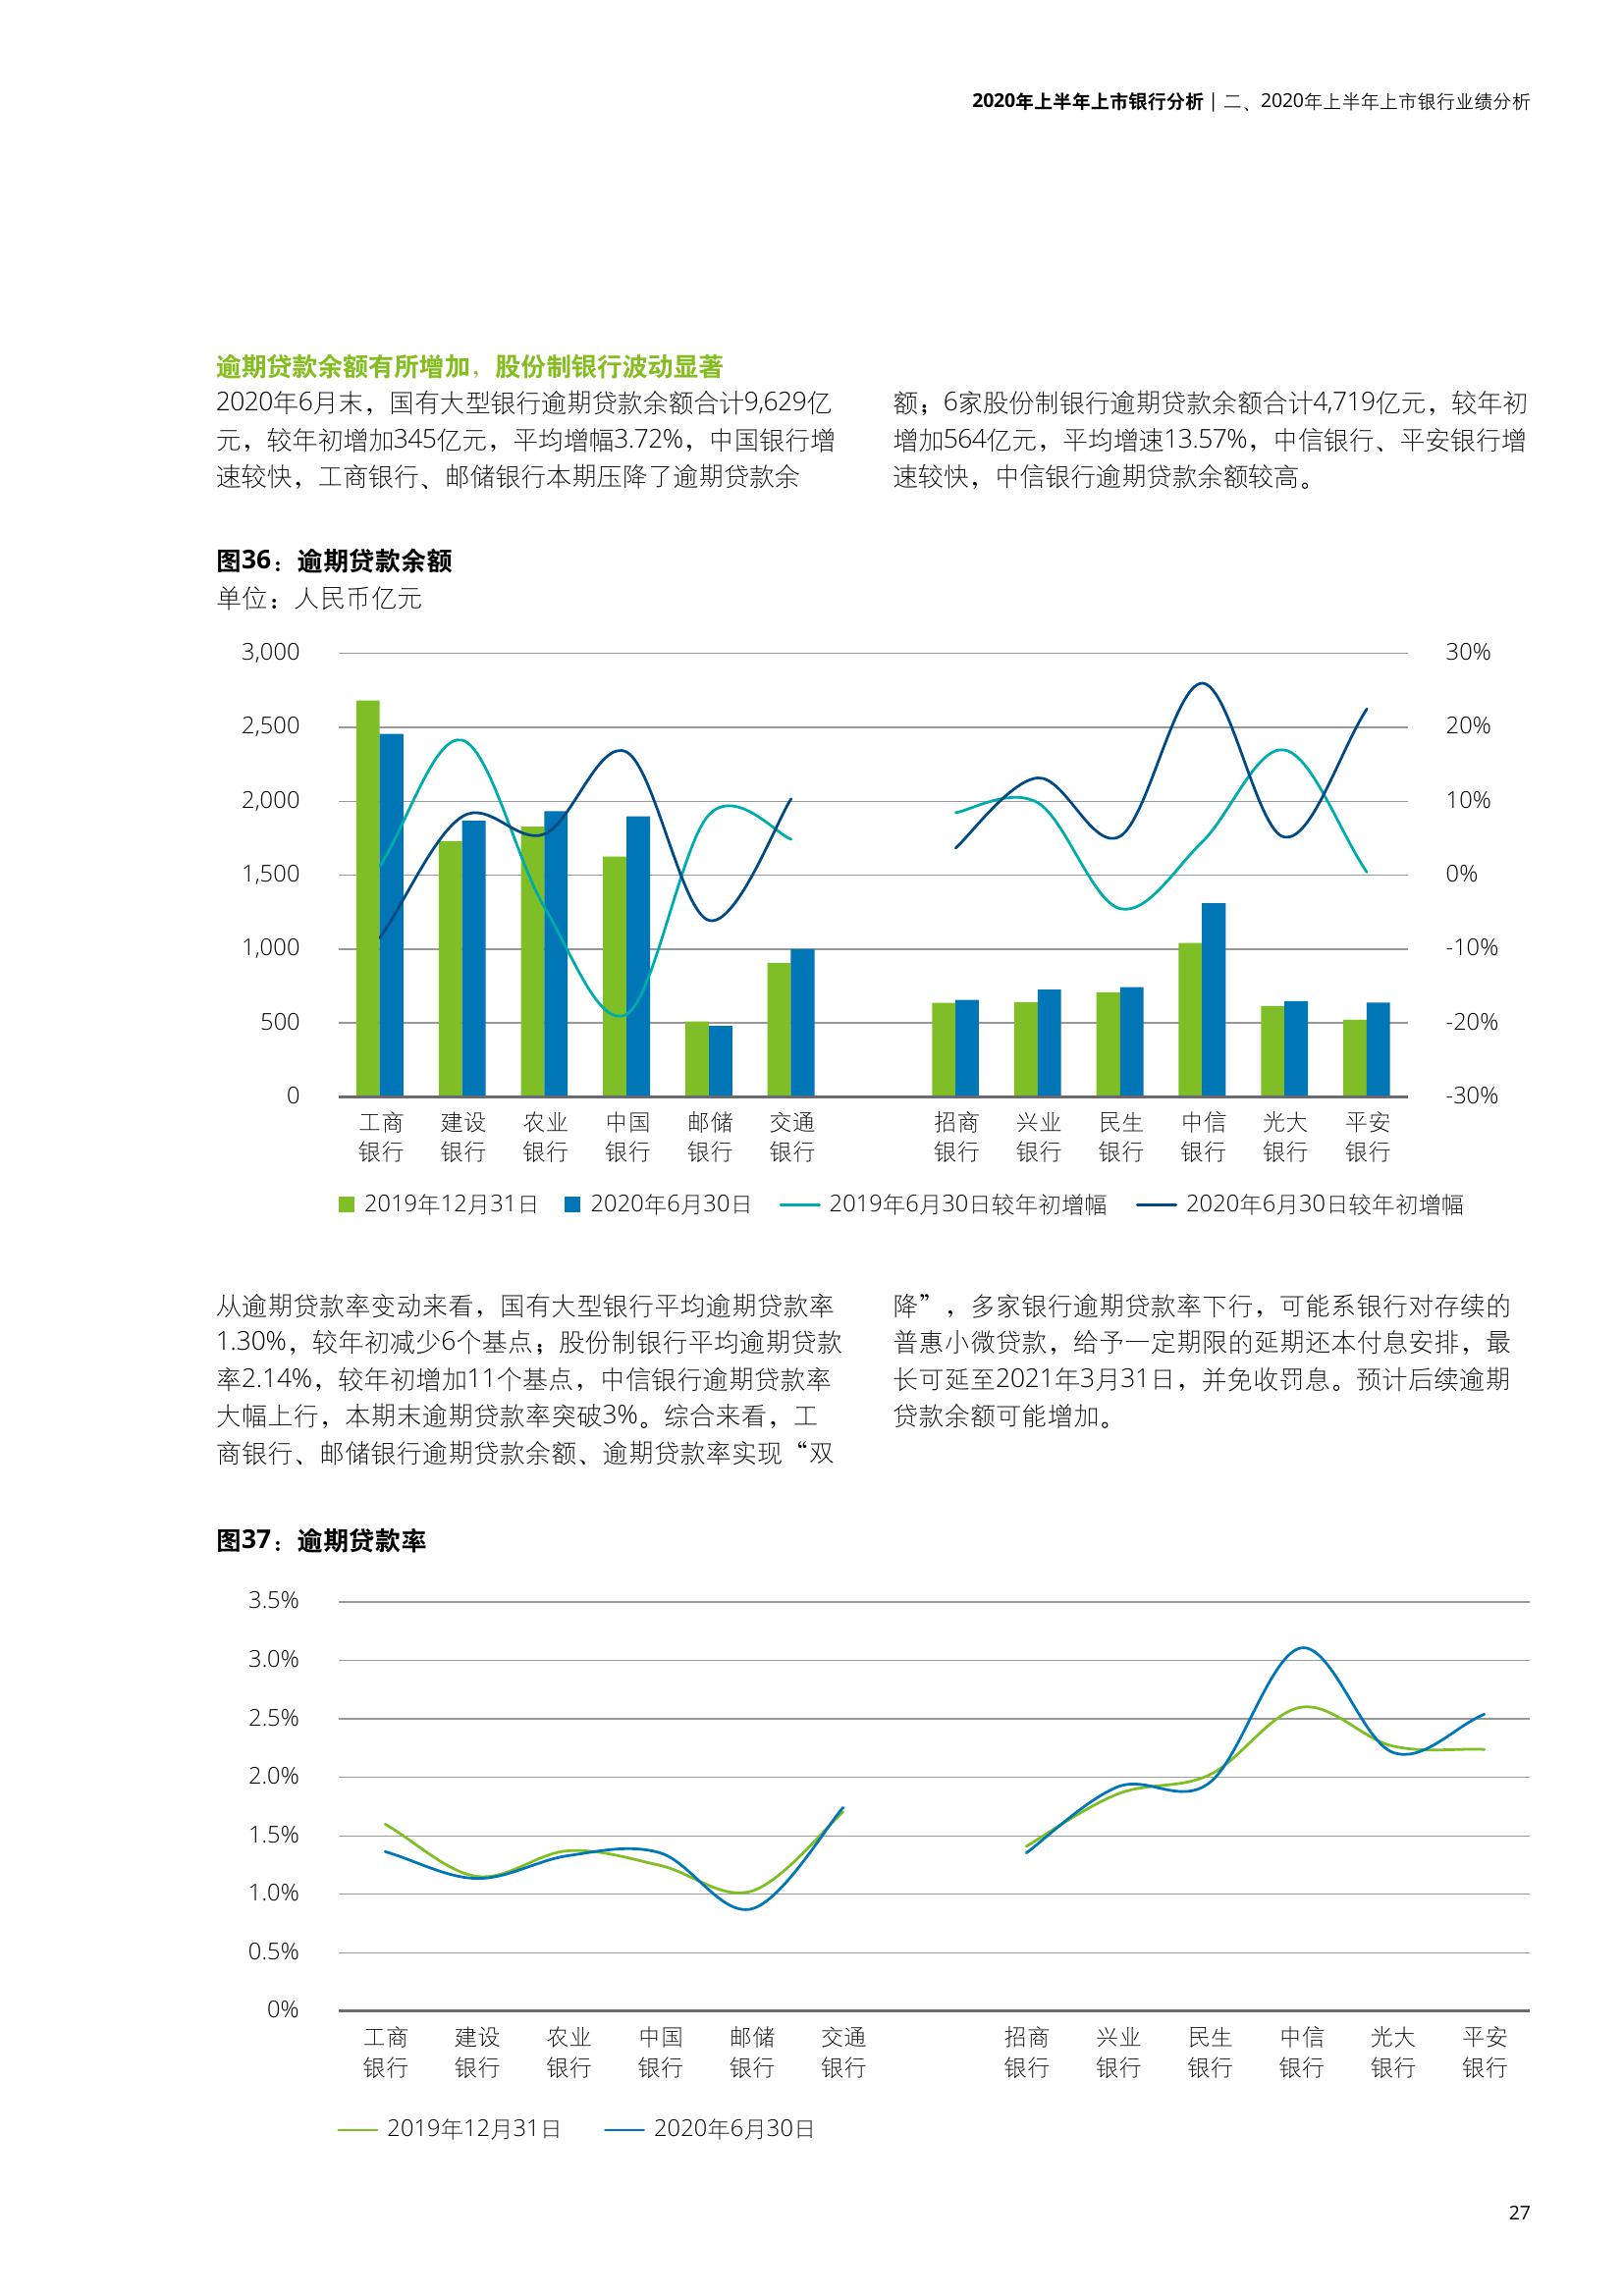 2020年上半年上市银行分析 | 二、2020年上半年上市银行业绩分析
逾期贷款余额有所增加，股份制银行波动显著
2020年6月末，国有大型银行逾期贷款余额合计9,629亿
元，较年初增加345亿元，平均增幅3.72%，中国银行增
速较快，工商银行、邮储银行本期压降了逾期贷款余
额；6家股份制银行逾期贷款余额合计4,719亿元，较年初
增加564亿元，平均增速13.57%，中信银行、平安银行增
速较快，中信银行逾期贷款余额较高。
图36：逾期贷款余额
单位：人民币亿元
3,000
2,500
2,000
1,500
1,000
500
0
30%
20%
10%
0%
-10%
-20%
-30%
工商 建设 农业 中国 邮储 交通 招商 兴业 民生 中信 光大 平安
银行 银行 银行 银行 银行 银行 银行 银行 银行 银行 银行 银行
2019年12月31日 2020年6月30日 2019年6月30日较年初增幅 2020年6月30日较年初增幅
从逾期贷款率变动来看，国有大型银行平均逾期贷款率
1.30%，较年初减少6个基点；股份制银行平均逾期贷款
率2.14%，较年初增加11个基点，中信银行逾期贷款率
大幅上行，本期末逾期贷款率突破3%。综合来看，工
商银行、邮储银行逾期贷款余额、逾期贷款率实现“双
降”，多家银行逾期贷款率下行，可能系银行对存续的
普惠小微贷款，给予一定期限的延期还本付息安排，最
长可延至2021年3月31日，并免收罚息。预计后续逾期
贷款余额可能增加。
图37：逾期贷款率
3.5%
3.0%
2.5%
2.0%
1.5%
1.0%
0.5%
0%
工商 建设 农业 中国 邮储 交通 招商 兴业 民生 中信 光大 平安
银行 银行 银行 银行 银行 银行 银行 银行 银行 银行 银行 银行
2019年12月31日 2020年6月30日
27